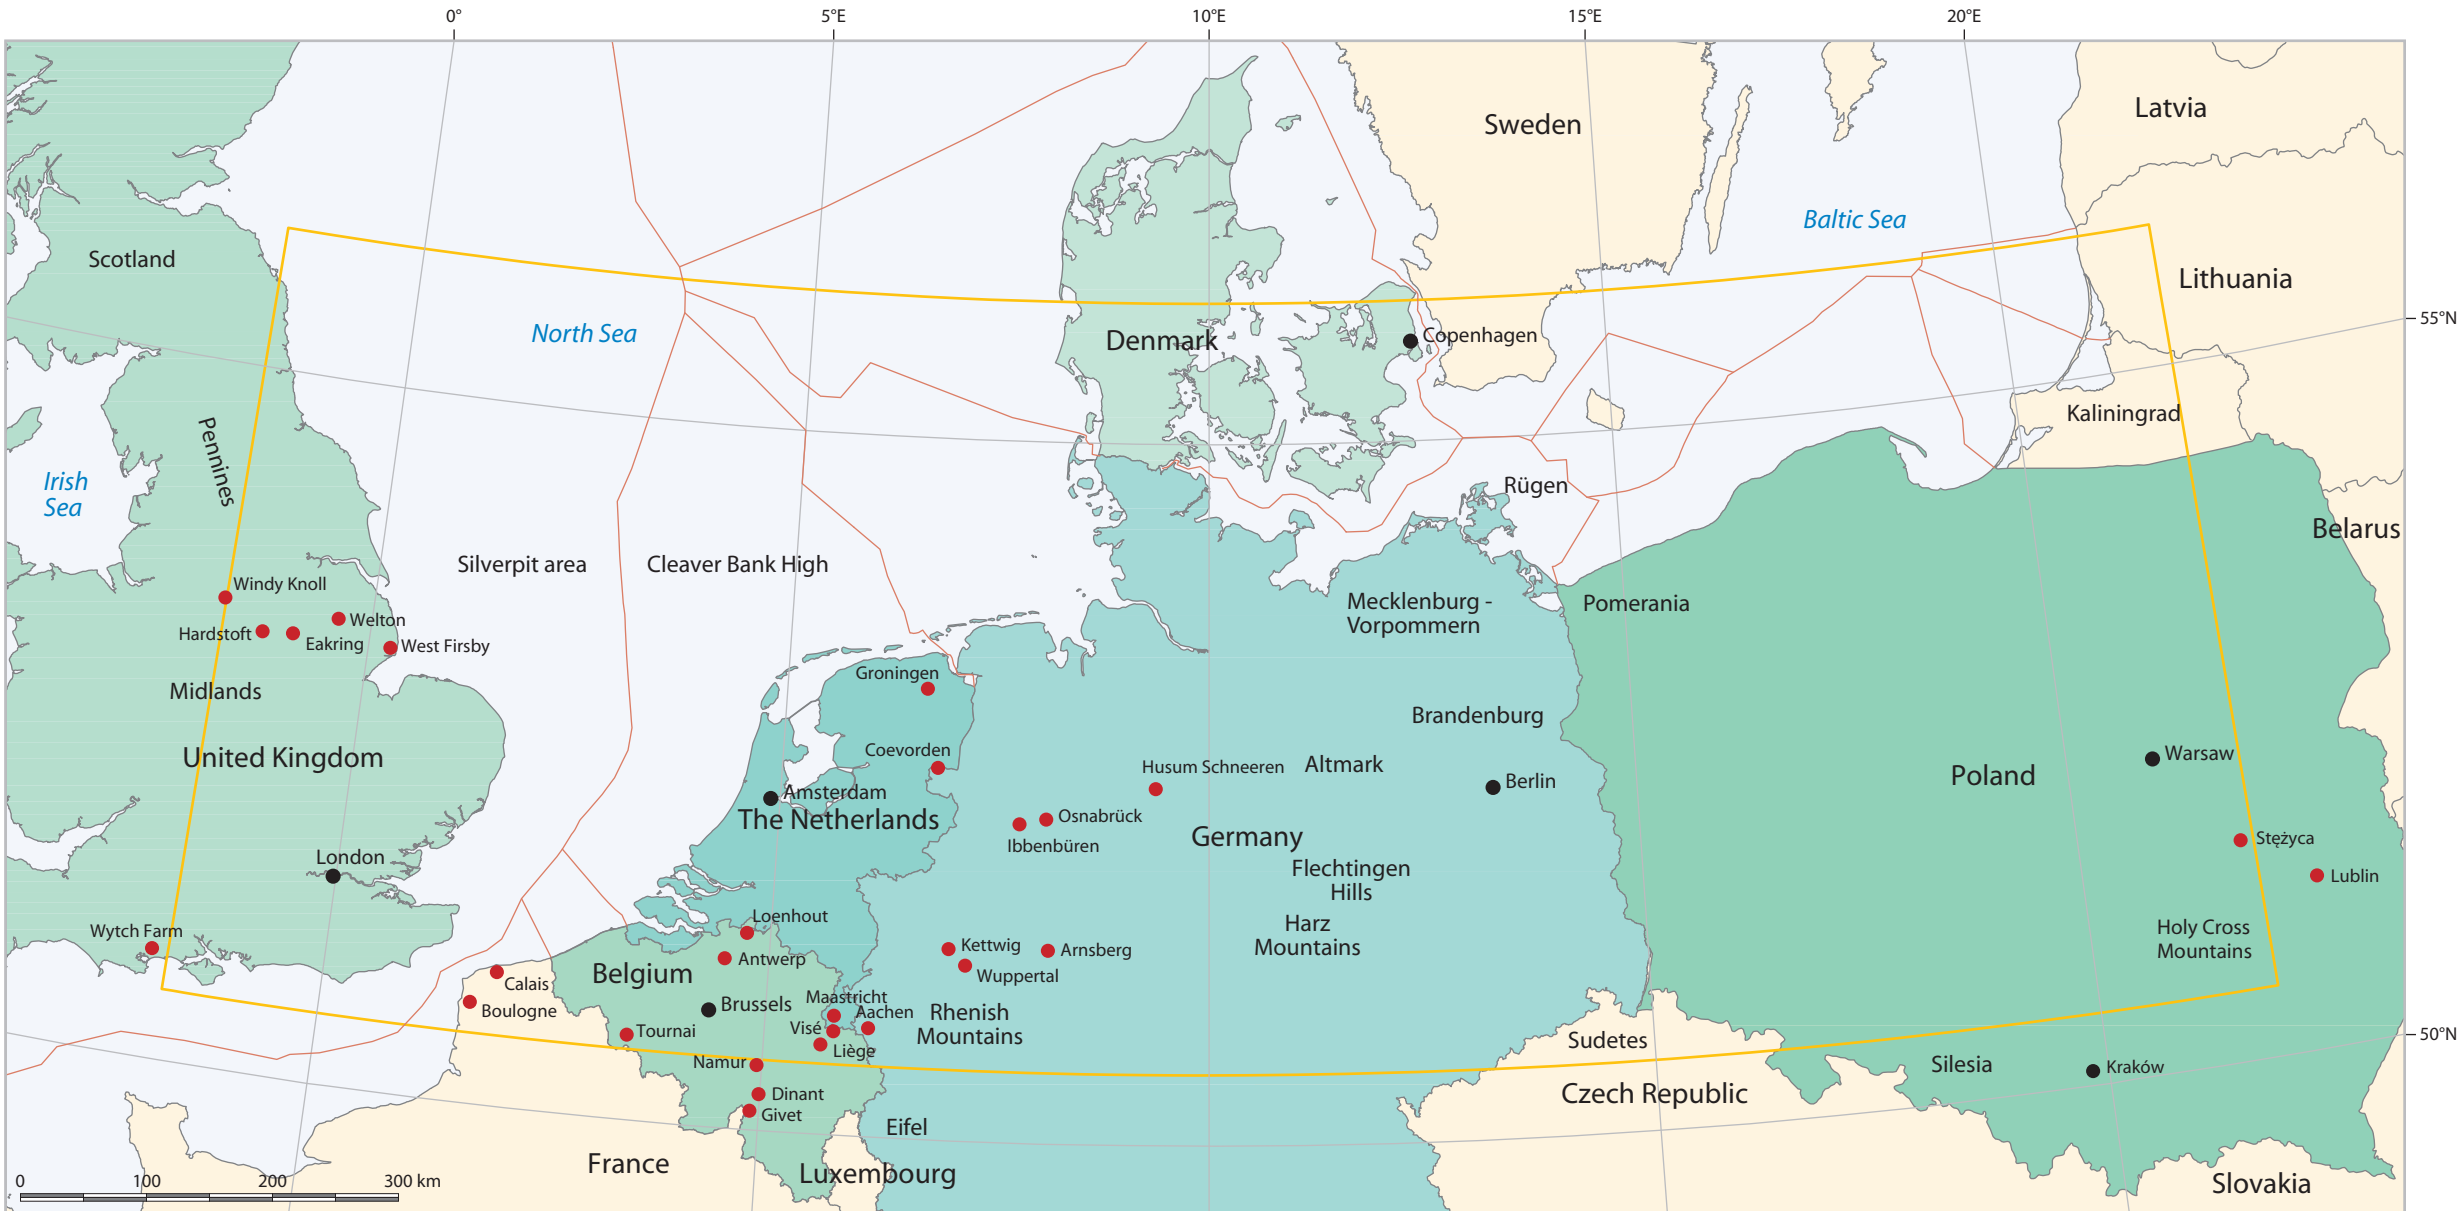 0°
5°E
10°E
15°E
20°E
Latvia
Sweden
Baltic Sea
Scotland
Lithuania
North Sea
55°N
Denmark
Copenhagen
Kaliningrad
Pennines
Irish
Sea
Rügen
Belarus
Silverpit area
Cleaver Bank High
Windy Knoll
Mecklenburg -
Vorpommern
Pomerania
Welton
Hardstoft
Eakring
West Firsby
Groningen
Midlands
Brandenburg
Coevorden
United Kingdom
Husum Schneeren
Altmark
Warsaw
Berlin
Poland
Amsterdam
The Netherlands
Osnabrück
Ibbenbüren
Germany
Stężyca
London
Flechtingen
Hills
Lublin
Loenhout
Wytch Farm
Harz
Mountains
Holy Cross
Mountains
Kettwig
Arnsberg
Antwerp
Belgium
Wuppertal
Calais
Maastricht
Brussels
Boulogne
Aachen
Rhenish
Mountains
Visé
Tournai
Liège
Sudetes
50°N
Namur
Silesia
Kraków
Dinant
Czech Republic
Givet
Eifel
France
Luxembourg
Slovakia
0
100
200
300 km